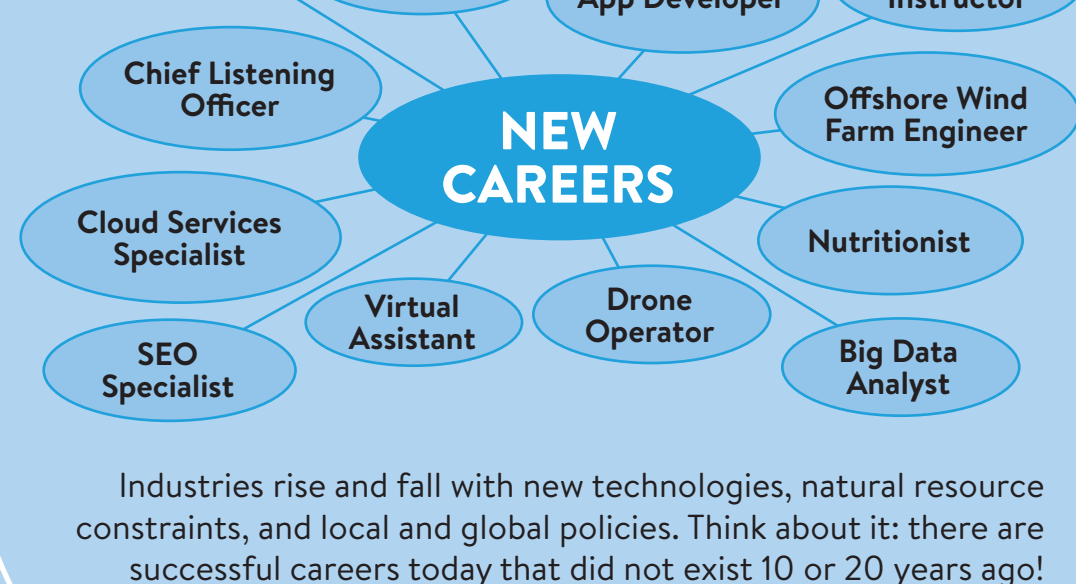 App Developer
Instructor
Chief Listening
Officer
NEW
CAREERS
Offshore Wind
Farm Engineer
Cloud Services
Specialist
Nutritionist
Virtual
Assistant
Drone
Operator
SEO
Specialist
Big Data
Analyst
Industries rise and fall with new technologies, natural resource
constraints, and local and global policies. Think about it: there are
successful careers today that did not exist 10 or 20 years ago!